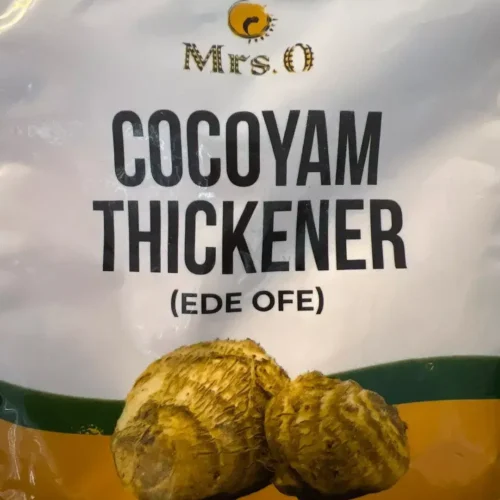 Mrs. O
COCOYAM
THICKENER
(EDE OFE)